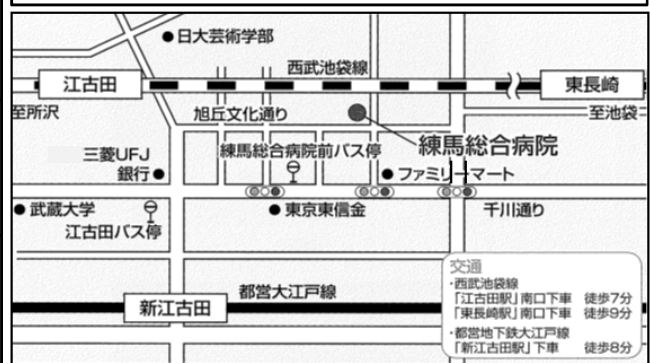 日大芸術学部
西武池袋線
江古田
東長崎
至所沢
旭丘文化通り
至池袋
練馬総合病院
三菱UFJ
銀行
練馬総合病院前バス停
ファミリーマート
武蔵大学
江古田バス停
東京東信金
千川通り
都営大江戸線
新江古田
交通
・西武池袋線
「江古田駅」南口下車 徒歩7分
「東長崎駅」南口下車 徒歩9分
・都営地下鉄大江戸線
「新江古田駅」下車 徒歩8分